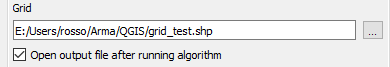 Grid
E:/Users/rosso/Arma/QGIS/grid_test.shp
...
Open output file after running algorithm